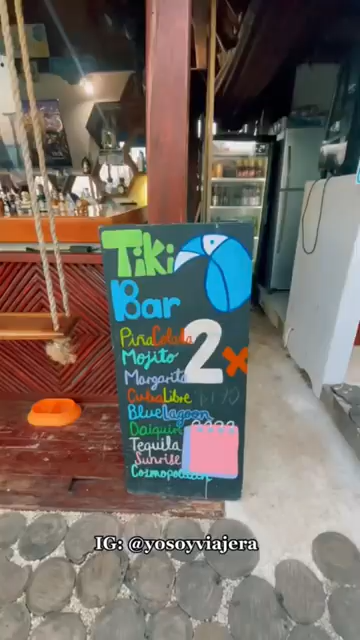 Tiki
Bar
Piña Colada
Mojito
Margarita
2x
Cuba Libre
Blue Lagoon
Daiquiri
Tequila
Sunrise
Cosmopolitan
IG: @yosoyviajera